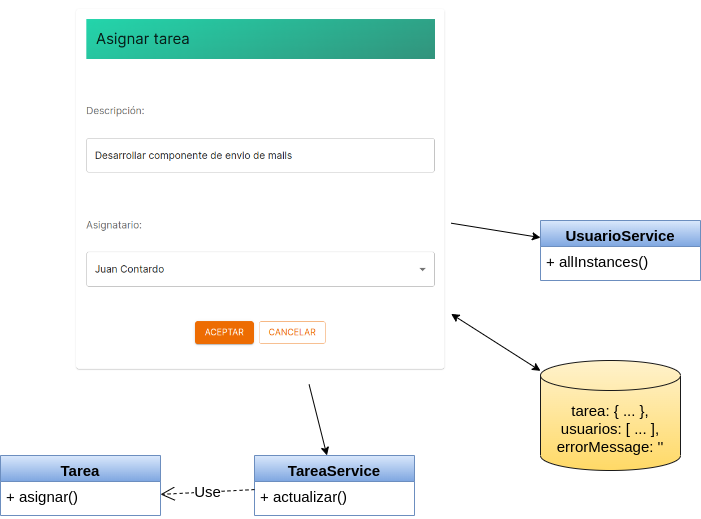 Asignar tarea
Descripción:
Desarrollar componente de envío de mails
Asignatario:
Juan Contardo
ACEPTAR
CANCELAR
UsuarioService
+ allInstances()
tarea: { ... },
usuarios: [ ... ],
errorMessage: ''
Tarea
+ asignar()
Use
TareaService
+ actualizar()